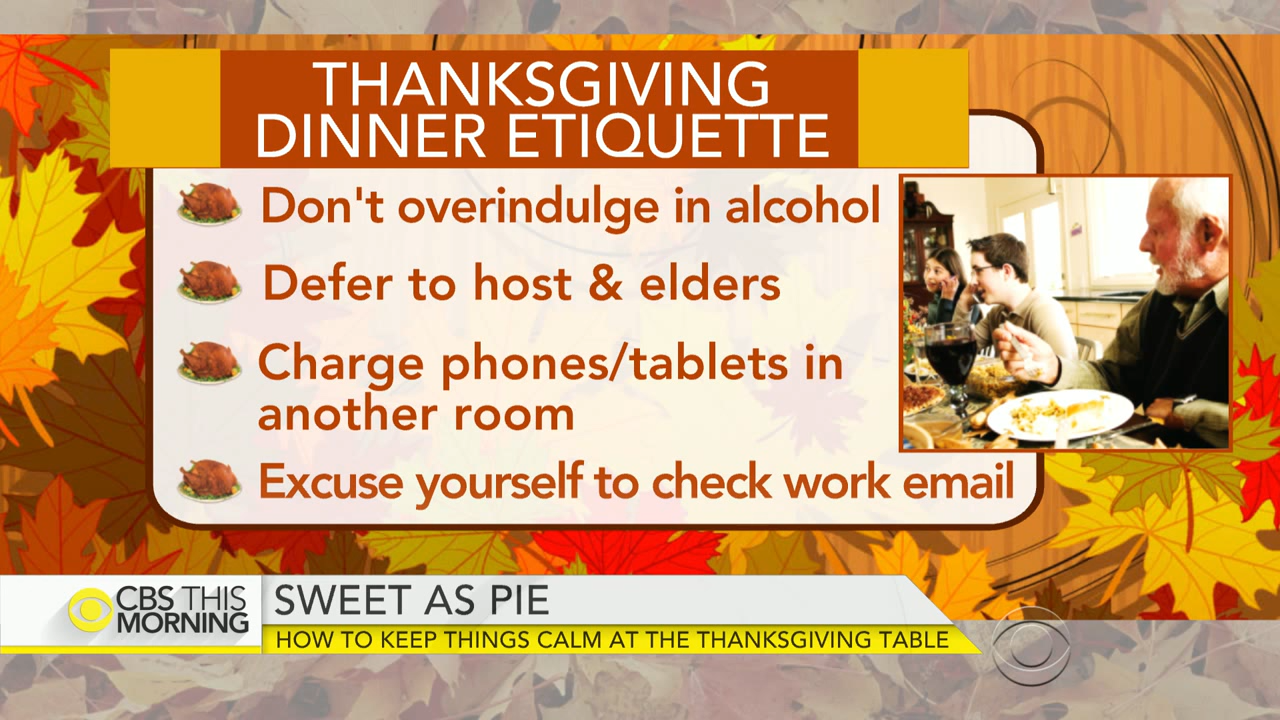 THANKSGIVING
DINNER ETIQUETTE
Don't overindulge in alcohol
Defer to host & elders
Charge phones/tablets in
another room
Excuse yourself to check work email
CBS THIS
MORNING
SWEET AS PIE
HOW TO KEEP THINGS CALM AT THE THANKSGIVING TABLE